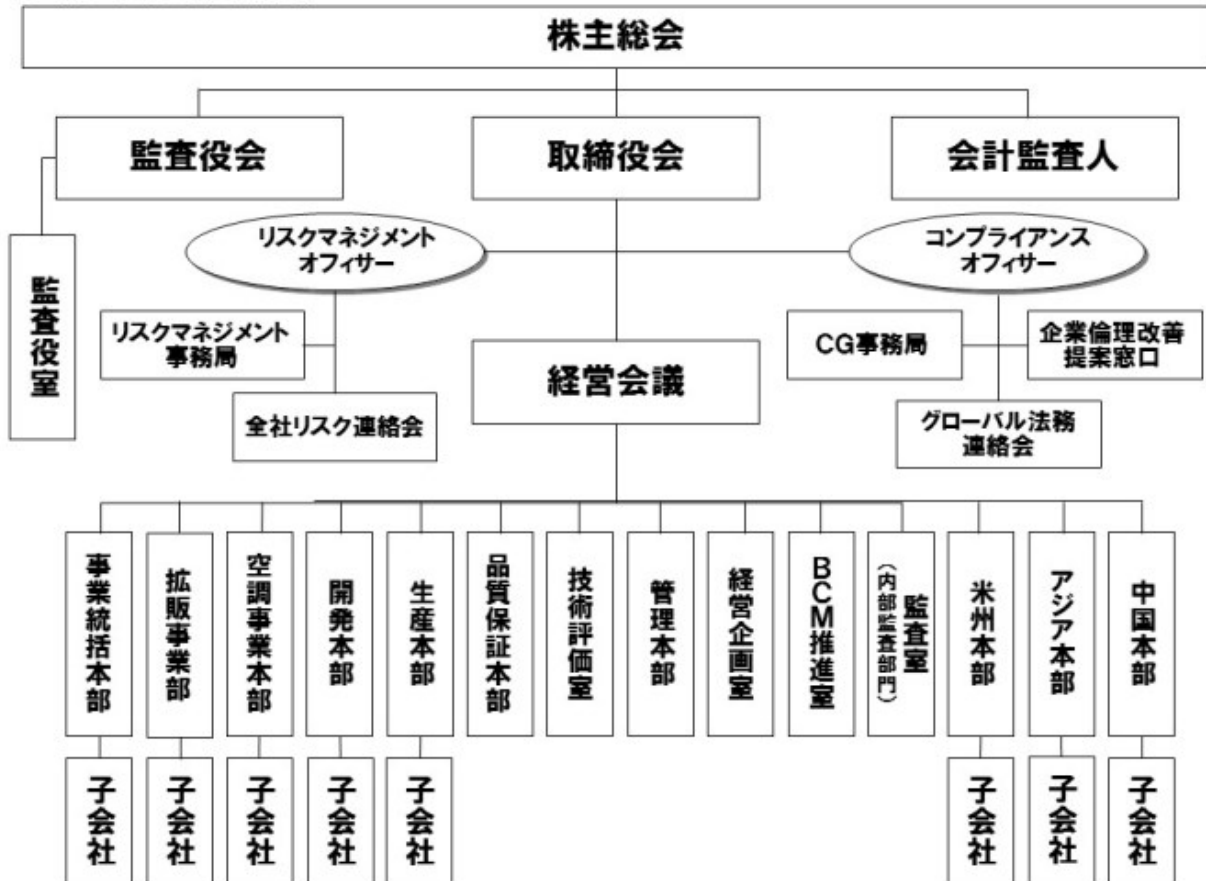 株主総会
監査役会
取締役会
会計監査人
監査役室
リスクマネジメント
オフィサー
コンプライアンス
オフィサー
リスクマネジメント
事務局
全社リスク連絡会
経営会議
CG事務局
企業倫理改善
提案窓口
グローバル法務
連絡会
事業統括本部
拡販事業部
空調事業本部
開発本部
生産本部
品質保証本部
技術評価室
管理本部
経営企画室
BCM推進室
監査室
(内部監査部門)
米州本部
アジア本部
中国本部
子会社
子会社
子会社
子会社
子会社
子会社
子会社
子会社